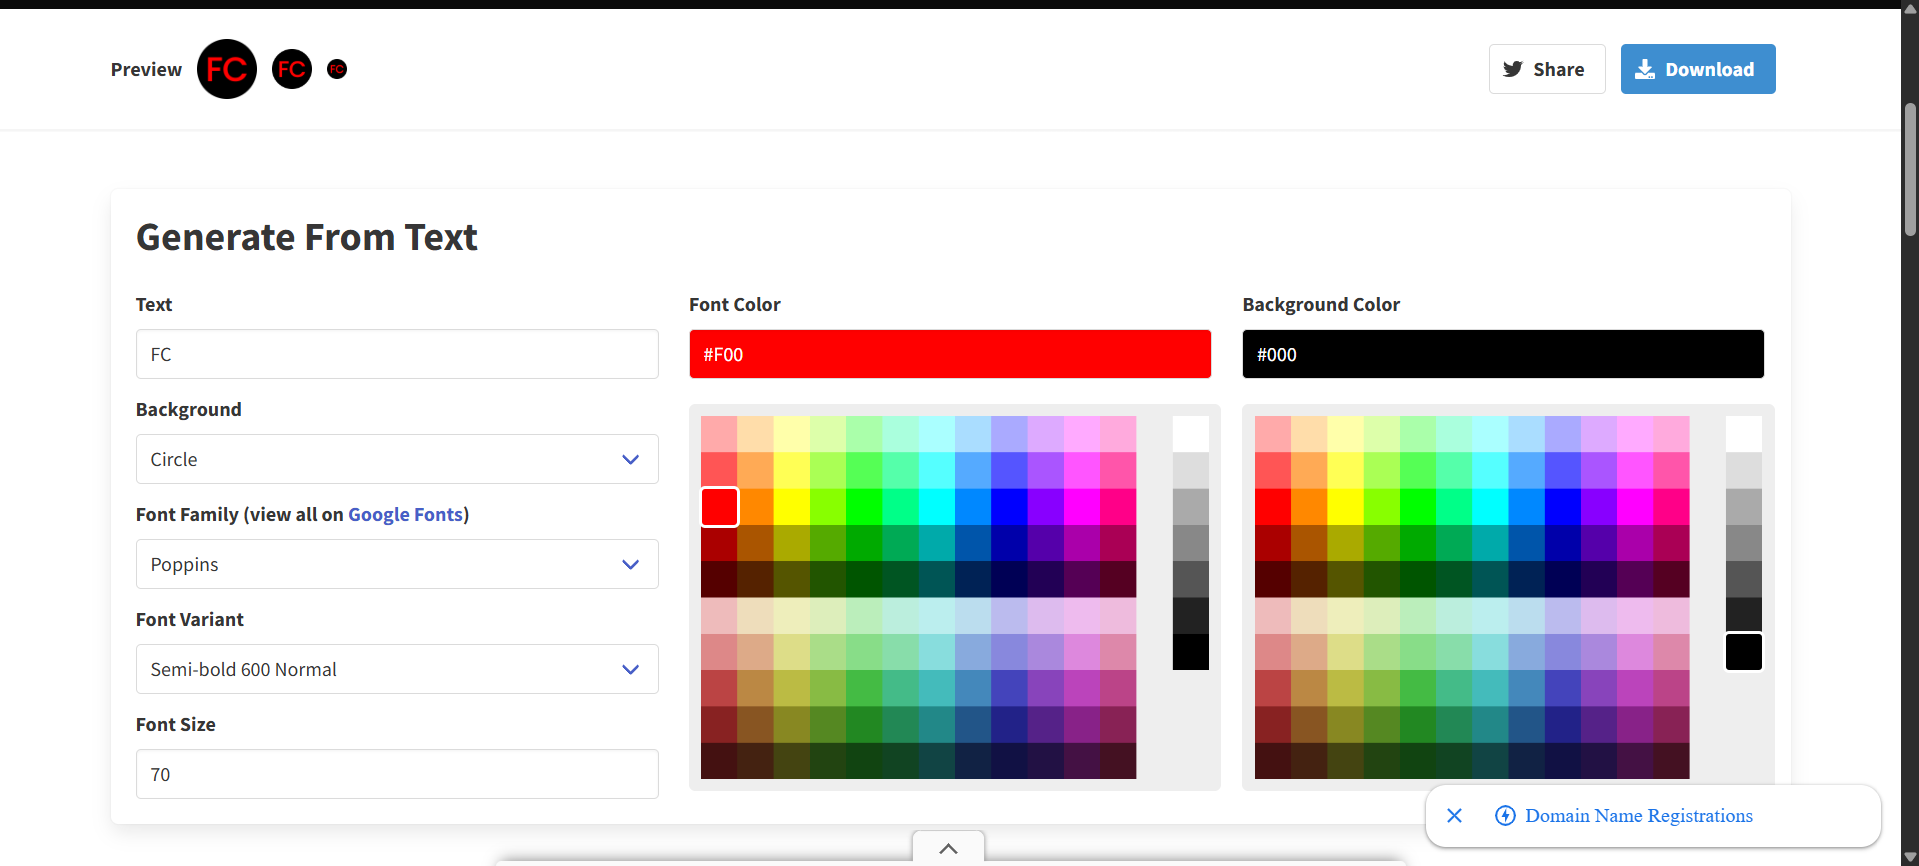 Preview FC FC FC
Share
Download
Generate From Text
Text
FC
Background
Circle
Font Family (view all on Google Fonts)
Poppins
Font Variant
Semi-bold 600 Normal
Font Size
70
Font Color
#F00
Background Color
#000
Domain Name Registrations